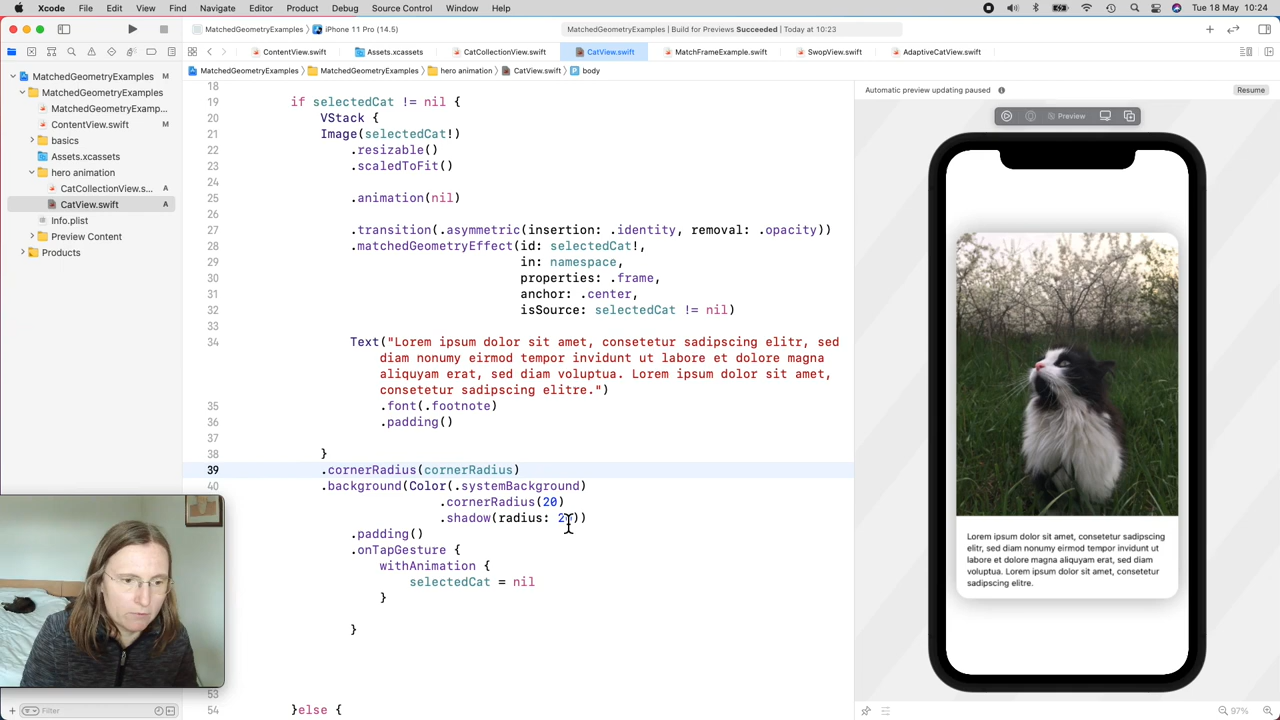 Xcode File Edit View Find Navigate Editor Product Debug Source Control Window Help Tue 18 May 10:24
MatchedGeometryExamples iPhone 11 Pro (14.5) MatchedGeometryExamples | Build for Previews Succeeded | Today at 10:23
ContentView.swift Assets.xcassets CatCollectionView.swift CatView.swift MatchFrameExample.swift SwopView.swift AdaptiveCatView.swift
MatchedGeometryExamples MatchedGeometryExamples hero animation CatView.swift body
MatchedGeometryExamples M
MatchedGeometryExamples
MatchedGeometryExamp... M
ContentView.swift M
basics
Assets.xcassets
hero animation
CatCollectionView.s... A
CatView.swift A
Info.plist
Preview Content
Products
Filter
18
19 if selectedCat != nil {
20 VStack {
21 Image(selectedCat!)
22 .resizable()
23 .scaledToFit()
24
25 .animation(nil)
26
27 .transition(.asymmetric(insertion: .identity, removal: .opacity))
28 .matchedGeometryEffect(id: selectedCat!,
29 in: namespace,
30 properties: .frame,
31 anchor: .center,
32 isSource: selectedCat != nil)
33
34 Text("Lorem ipsum dolor sit amet, consetetur sadipscing elitr, sed
diam nonumy eirmod tempor invidunt ut labore et dolore magna
aliquyam erat, sed diam voluptua. Lorem ipsum dolor sit amet,
consetetur sadipscing elitre.")
35 .font(.footnote)
36 .padding()
37
38 }
39 .cornerRadius(cornerRadius)
40 .background(Color(.systemBackground)
.cornerRadius(20)
.shadow(radius: 2))
.padding()
.onTapGesture {
withAnimation {
selectedCat = nil
}
}
53
54 }else {
Automatic preview updating paused Resume
Preview
Lorem ipsum dolor sit amet, consetetur sadipscing
elitr, sed diam nonumy eirmod tempor invidunt ut
labore et dolore magna aliquyam erat, sed diam
voluptua. Lorem ipsum dolor sit amet, consetetur
sadipscing elitre.
97%